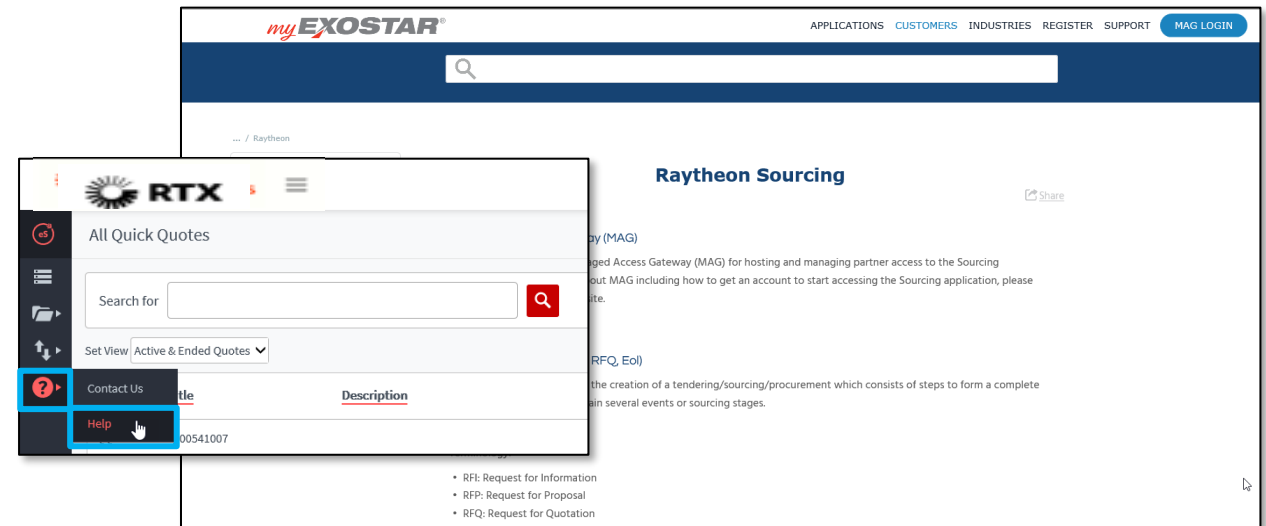 myEXOSTAR®
APPLICATIONS CUSTOMERS INDUSTRIES REGISTER SUPPORT MAG LOGIN
... / Raytheon
Raytheon Sourcing
Share
ay (MAG)
aged Access Gateway (MAG) for hosting and managing partner access to the Sourcing
out MAG including how to get an account to start accessing the Sourcing application, please
site.
RFQ, EoI)
the creation of a tendering/sourcing/procurement which consists of steps to form a complete
ain several events or sourcing stages.
• RFI: Request for Information
• RFP: Request for Proposal
• RFQ: Request for Quotation
RTX
eS
All Quick Quotes
Search for
Set View Active & Ended Quotes
?
Contact Us
tle Description
Help
00541007